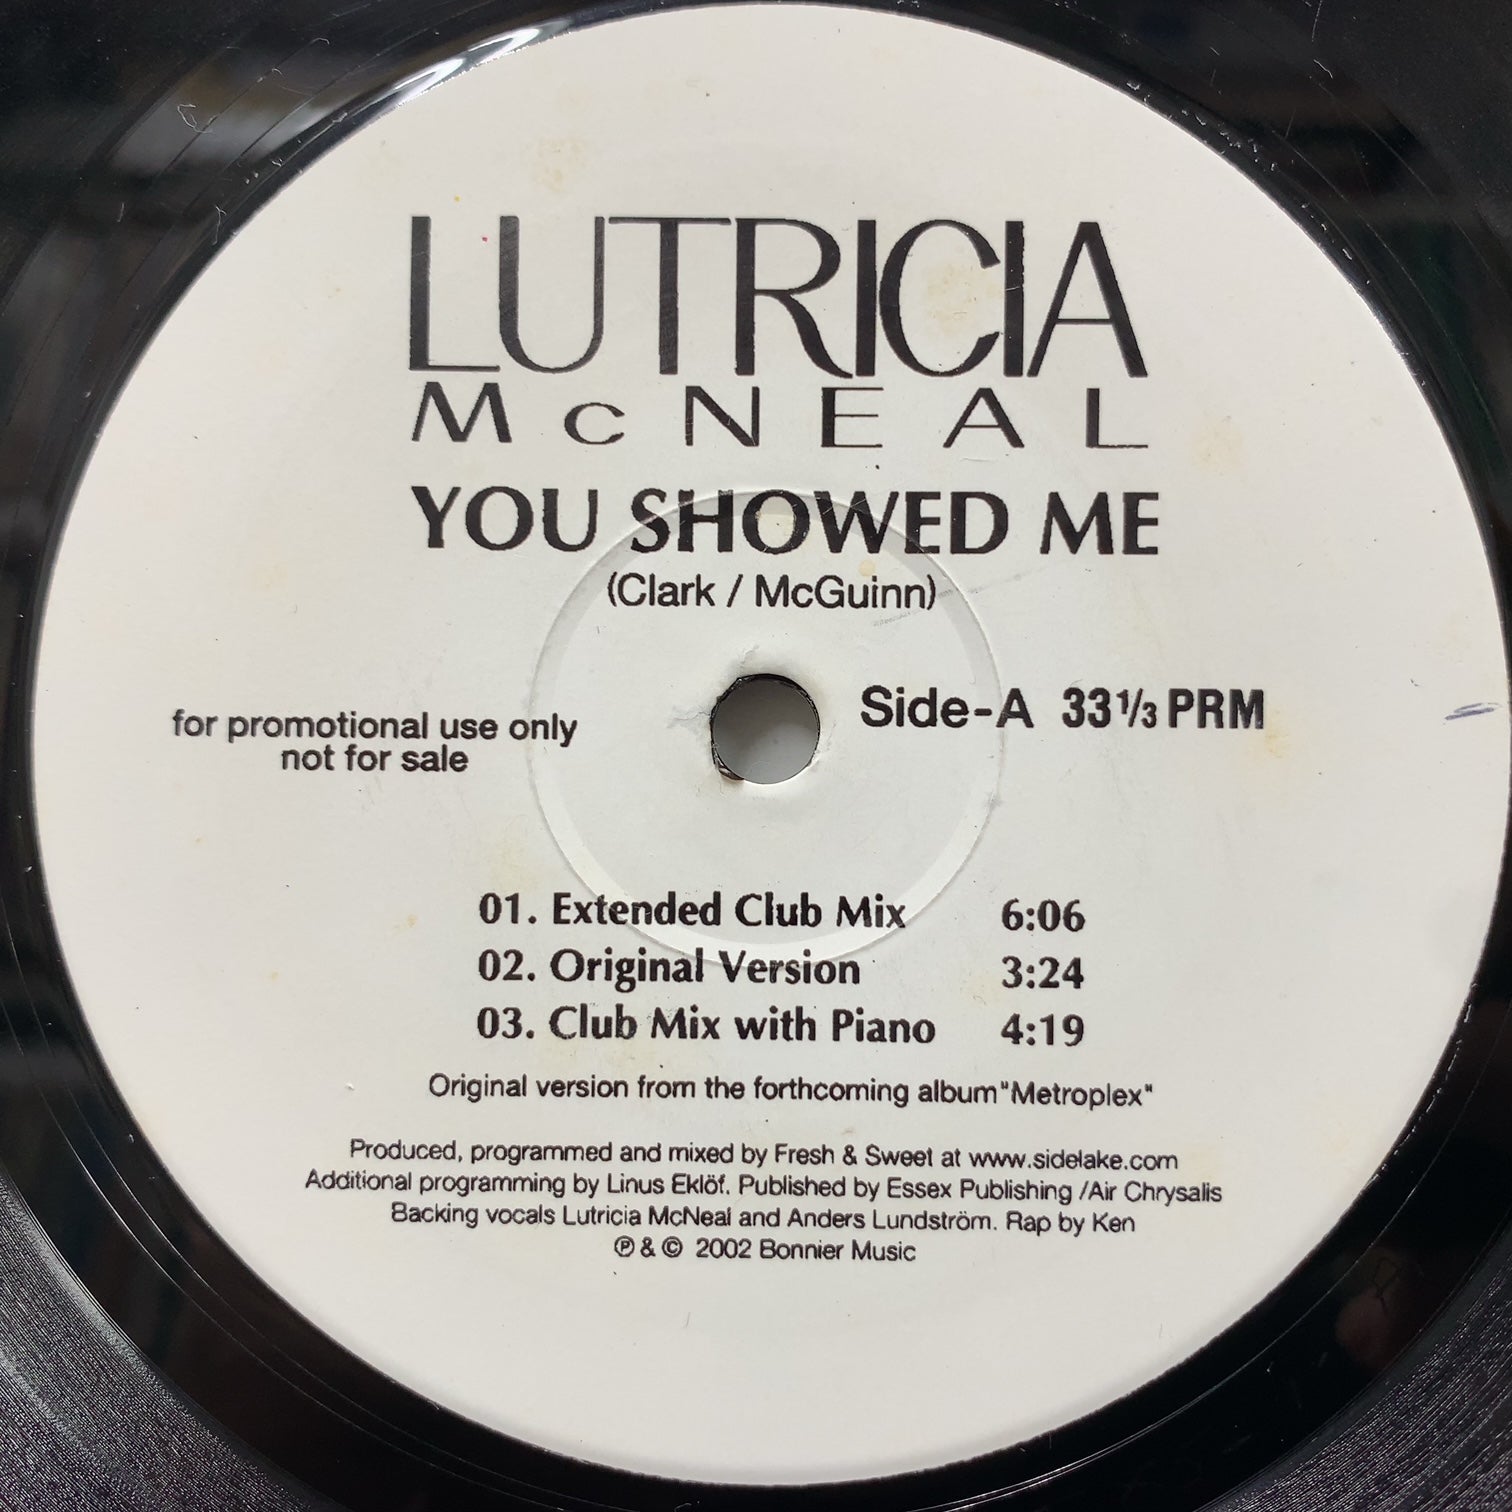 LUTRICIA
McNEAL
YOU SHOWED ME
(Clark / McGuinn)
Side-A 33 1/3 PRM
for promotional use only
not for sale
01. Extended Club Mix 6:06
02. Original Version 3:24
03. Club Mix with Piano 4:19
Original version from the forthcoming album"Metroplex"
Produced, programmed and mixed by Fresh & Sweet at www.sidelake.com
Additional programming by Linus Eklöf. Published by Essex Publishing /Air Chrysalis
Backing vocals Lutricia McNeal and Anders Lundström. Rap by Ken
℗ & © 2002 Bonnier Music